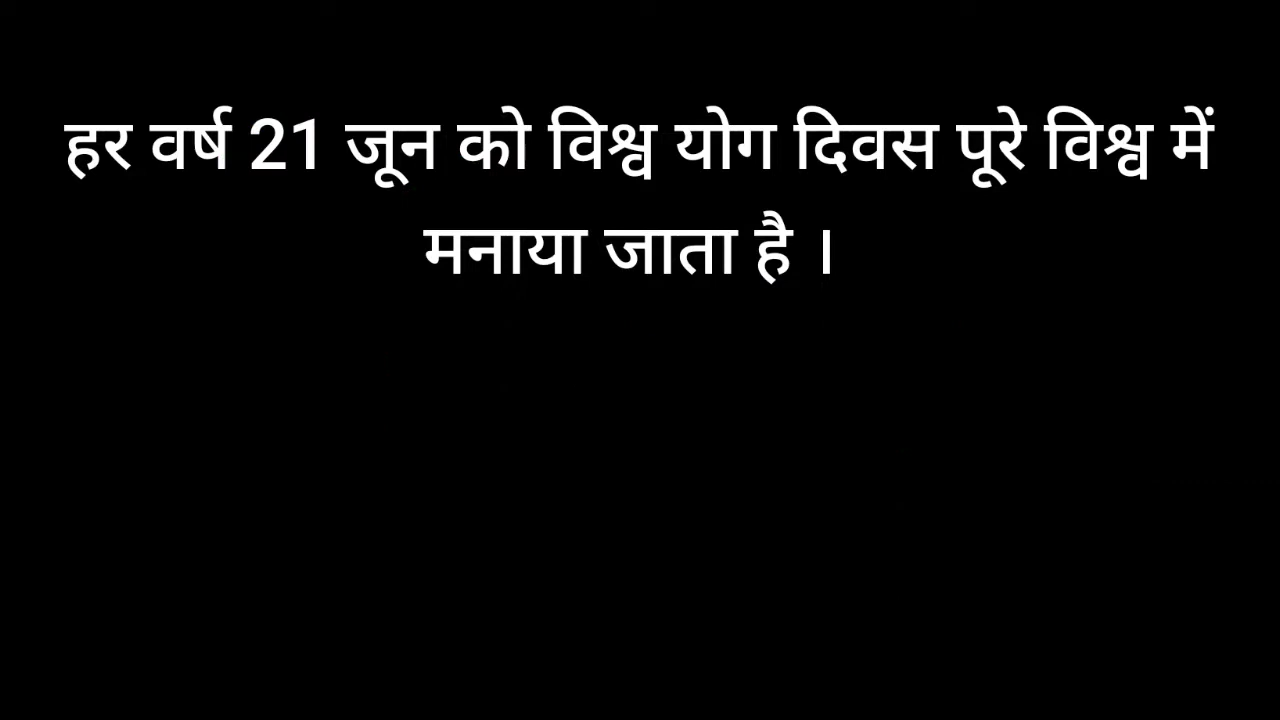 हर वर्ष 21 जून को विश्व योग दिवस पूरे विश्व में
मनाया जाता है ।